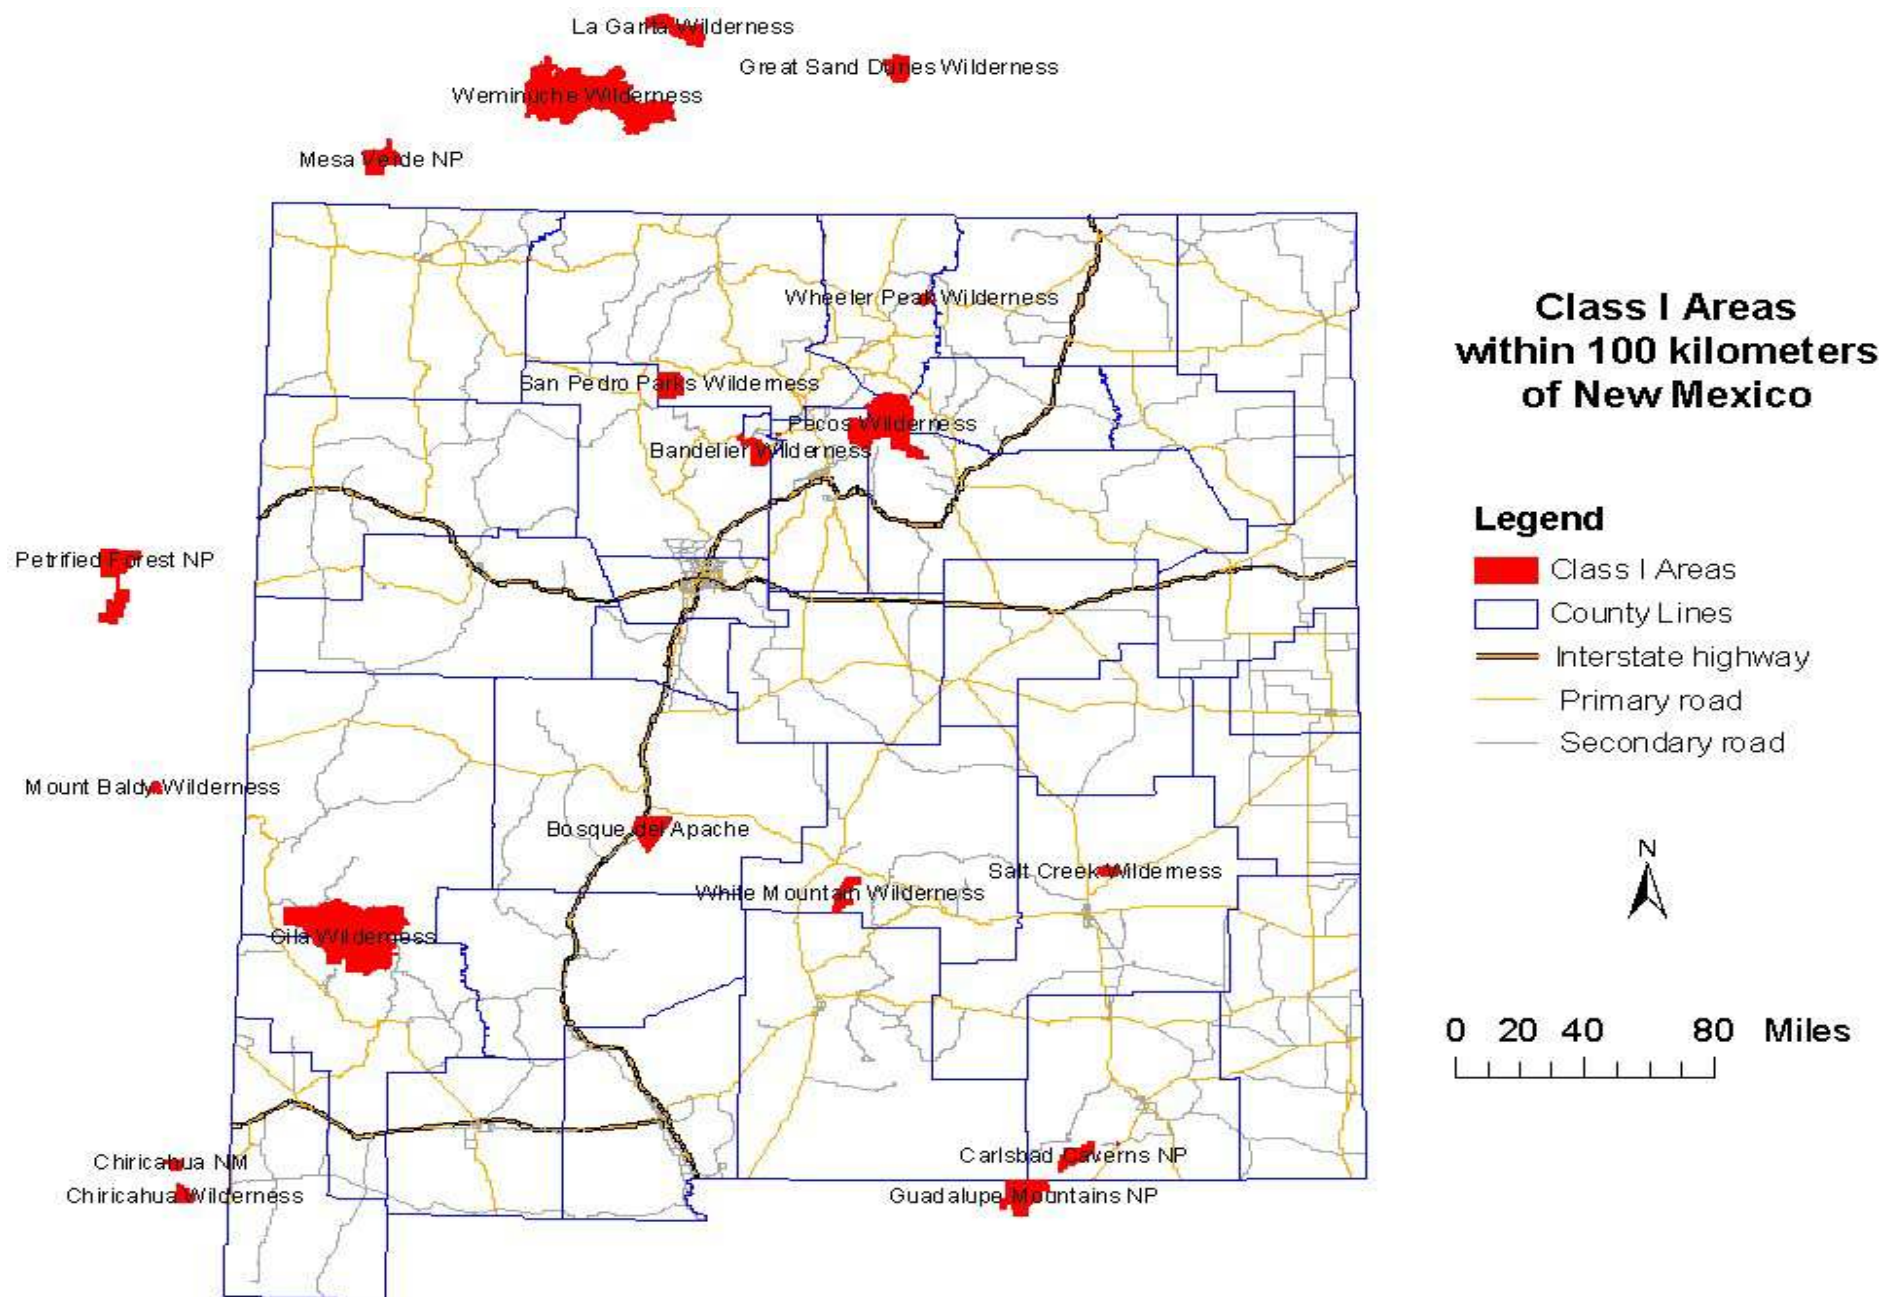 La Garita Wilderness
Great Sand Dunes Wilderness
Weminuche Wilderness
Mesa Verde NP
Wheeler Peak Wilderness
Class I Areas
within 100 kilometers
of New Mexico
San Pedro Parks Wilderness
Pecos Wilderness
Bandelier Wilderness
Legend
Petrified Forest NP
Class I Areas
County Lines
Interstate highway
Primary road
Secondary road
Mount Baldy Wilderness
Bosque del Apache
N
Salt Creek Wilderness
White Mountain Wilderness
Gila Wilderness
0 20 40 80 Miles
Chiricahua NM
Carlsbad Caverns NP
Chiricahua Wilderness
Guadalupe Mountains NP